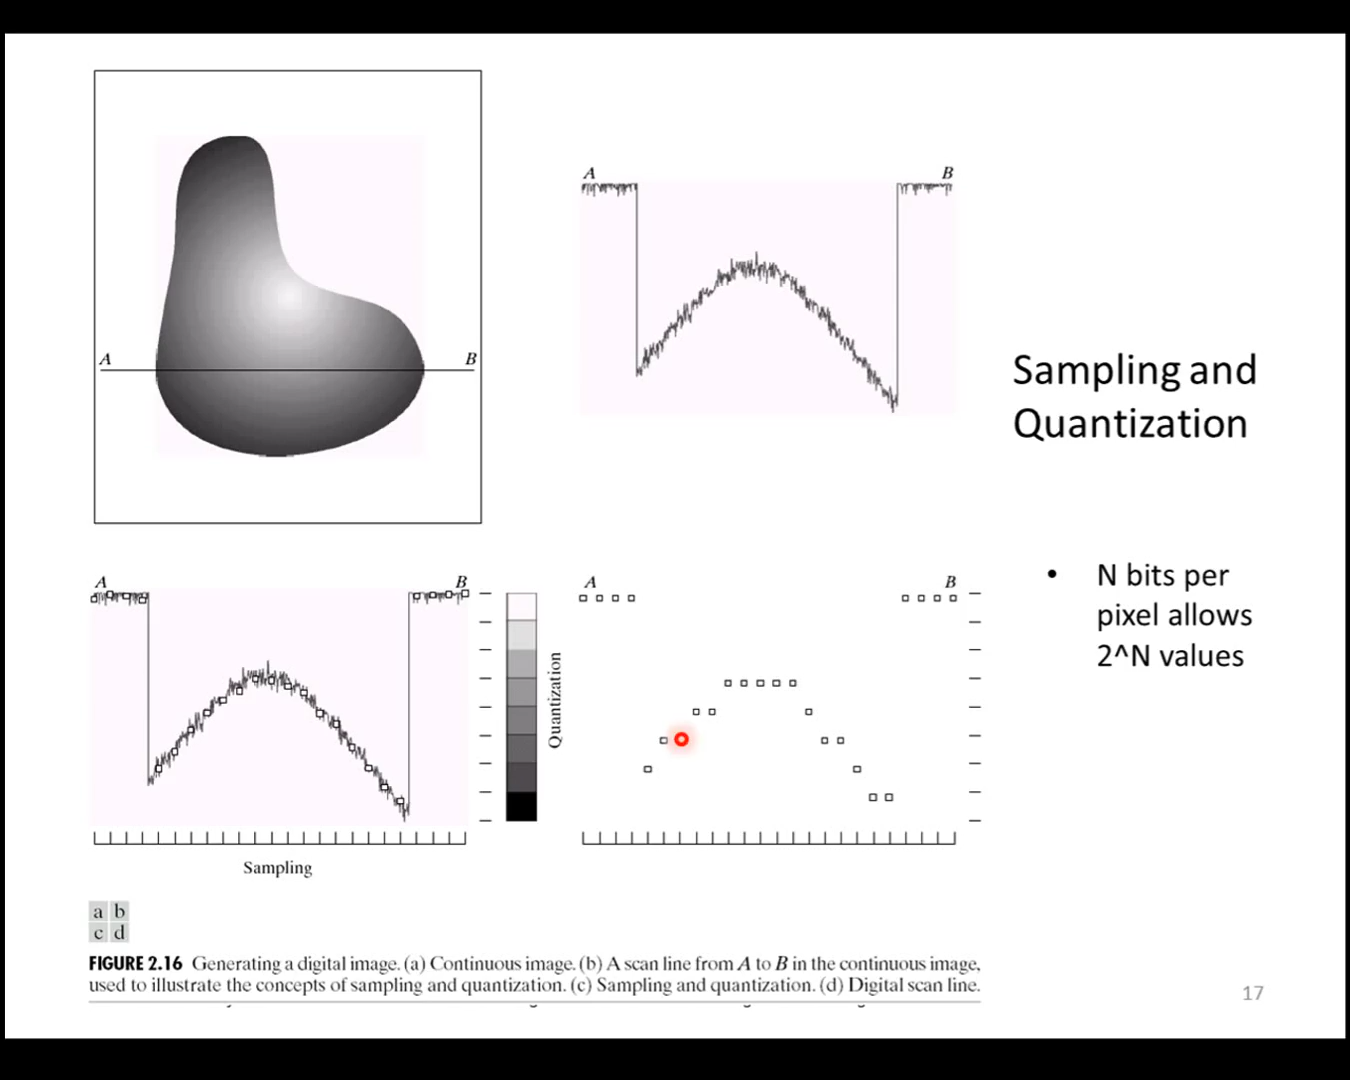 A
B
A
B
Sampling and
Quantization
A
B
Quantization
Sampling
A
B
• N bits per
pixel allows
2^N values
a b
c d
FIGURE 2.16 Generating a digital image. (a) Continuous image. (b) A scan line from A to B in the continuous image,
used to illustrate the concepts of sampling and quantization. (c) Sampling and quantization. (d) Digital scan line.
17